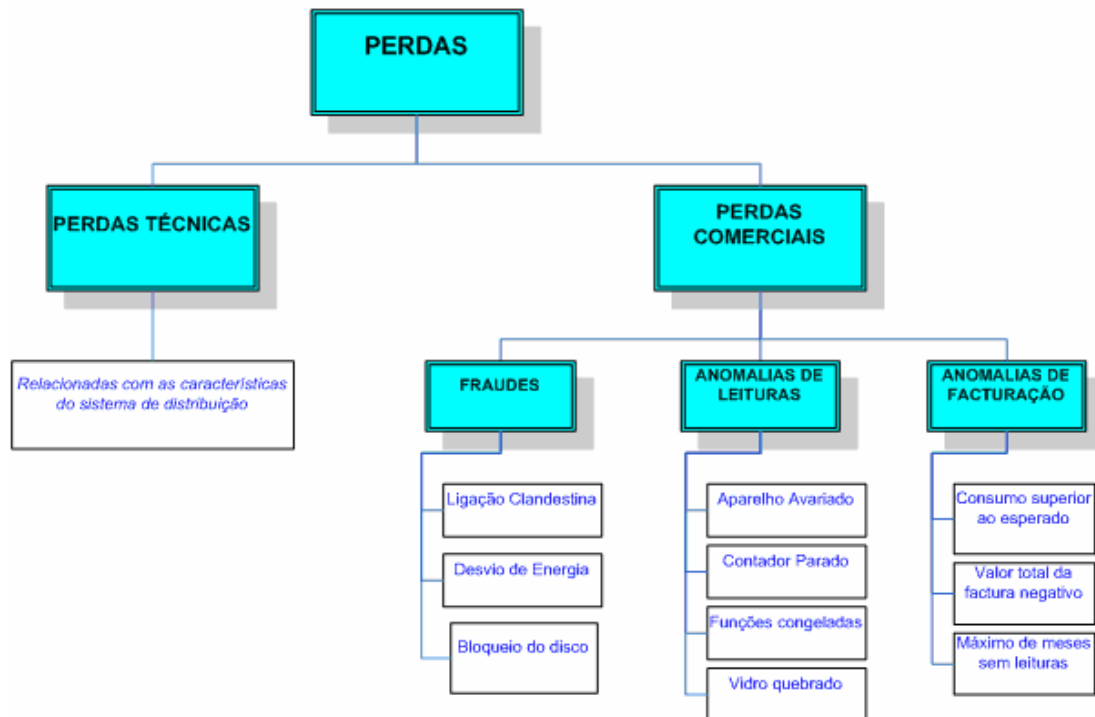 PERDAS
PERDAS TÉCNICAS
PERDAS
COMERCIAIS
Relacionadas com as características
do sistema de distribuição
FRAUDES
ANOMALIAS DE
LEITURAS
ANOMALIAS DE
FACTURAÇÃO
Ligação Clandestina
Desvio de Energia
Bloqueio do disco
Aparelho Avariado
Contador Parado
Funções congeladas
Vidro quebrado
Consumo superior
ao esperado
Valor total da
factura negativo
Máximo de meses
sem leituras